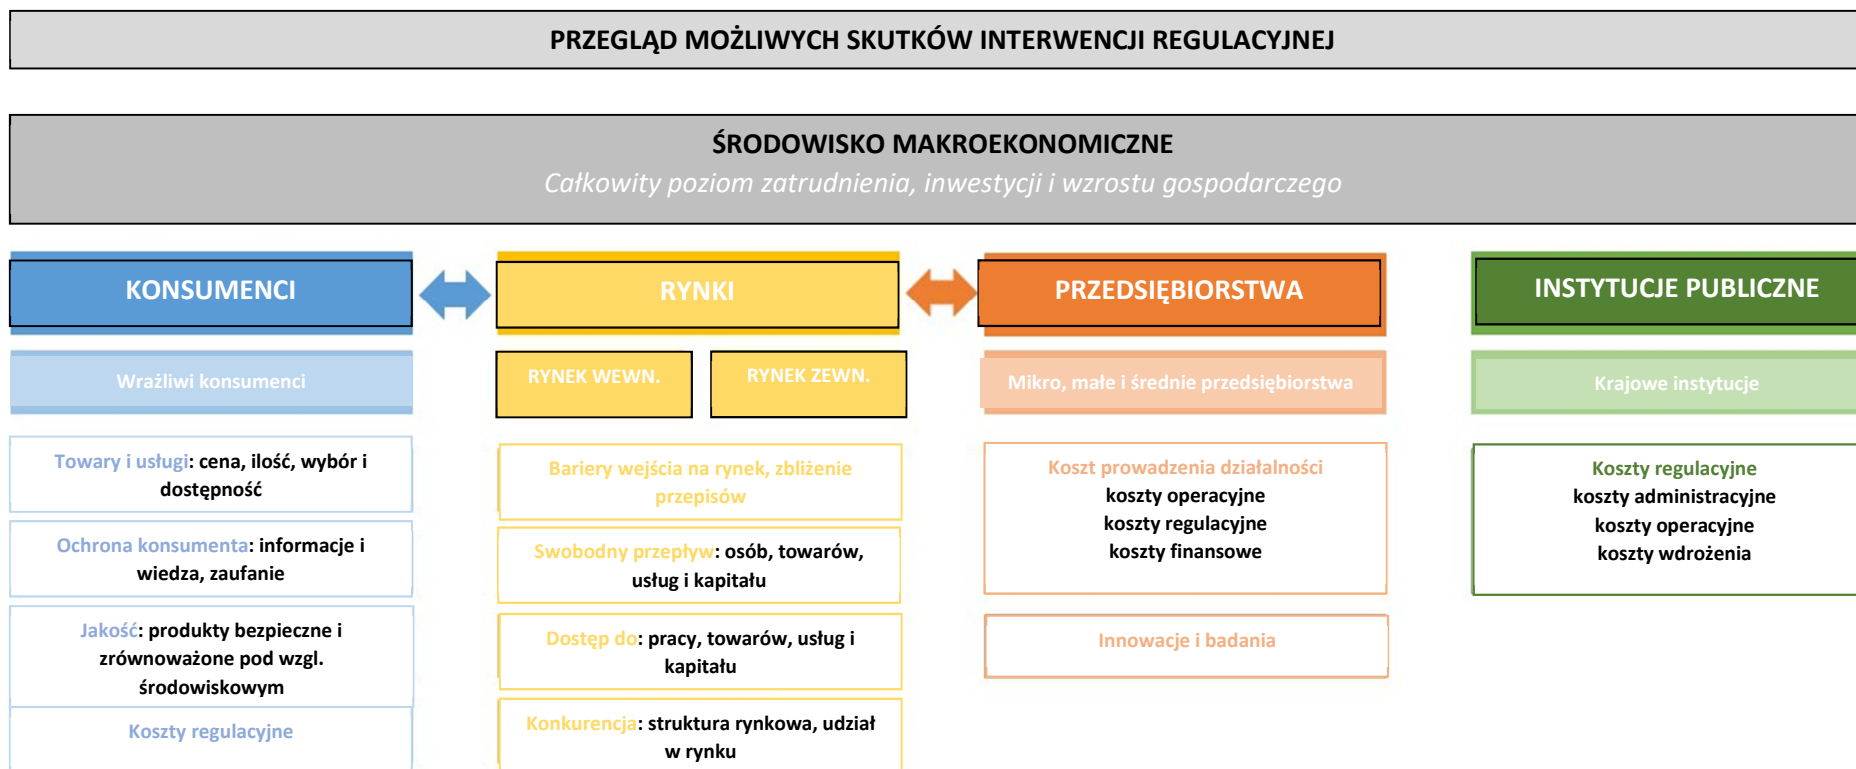 PRZEGLĄD MOŻLIWYCH SKUTKÓW INTERWENCJI REGULACYJNEJ
ŚRODOWISKO MAKROEKONOMICZNE
Całkowity poziom zatrudnienia, inwestycji i wzrostu gospodarczego
KONSUMENCI
Wrażliwi konsumenci
Towary i usługi: cena, ilość, wybór i
dostępność
Ochrona konsumenta: informacje i
wiedza, zaufanie
Jakość: produkty bezpieczne i
zrównoważone pod wzgl.
środowiskowym
Koszty regulacyjne
RYNKI
RYNEK WEWN.
RYNEK ZEWN.
Bariery wejścia na rynek, zbliżenie
przepisów
Swobodny przepływ: osób, towarów,
usług i kapitału
Dostęp do: pracy, towarów, usług i
kapitału
Konkurencja: struktura rynkowa, udział
w rynku
PRZEDSIĘBIORSTWA
Mikro, małe i średnie przedsiębiorstwa
Koszt prowadzenia działalności
koszty operacyjne
koszty regulacyjne
koszty finansowe
Innowacje i badania
INSTYTUCJE PUBLICZNE
Krajowe instytucje
Koszty regulacyjne
koszty administracyjne
koszty operacyjne
koszty wdrożenia